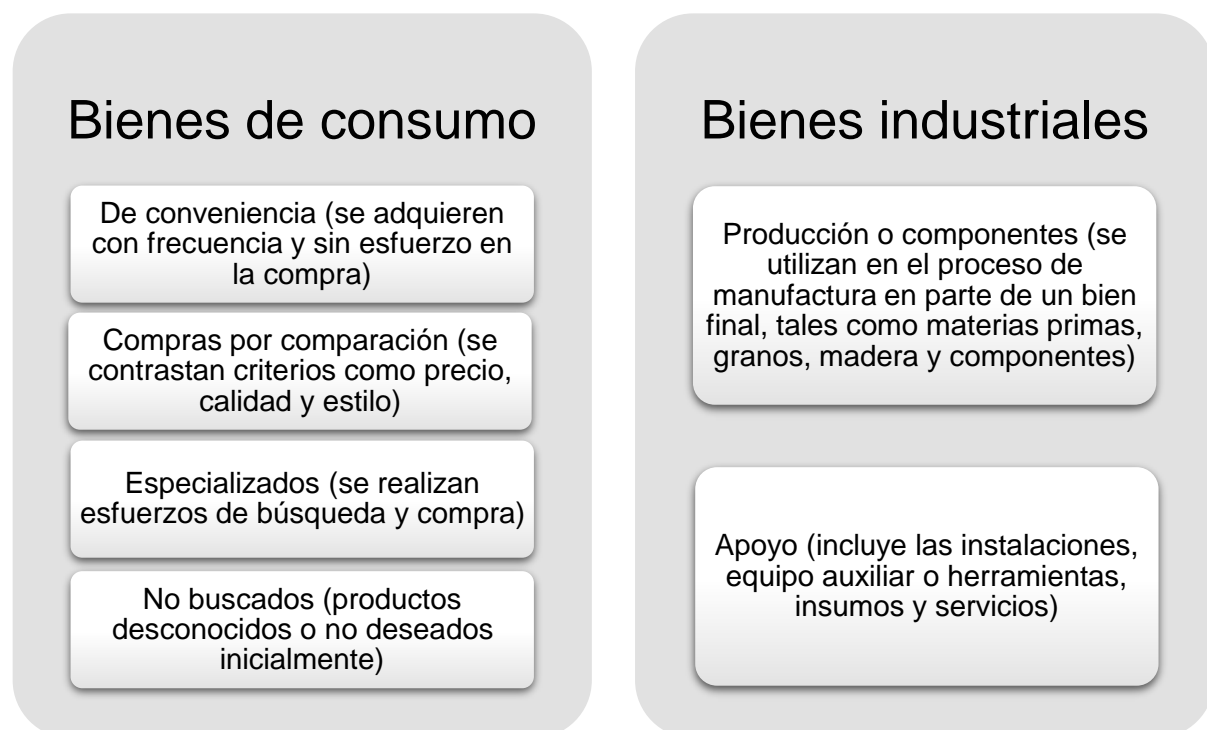 Bienes de consumo
De conveniencia (se adquieren
con frecuencia y sin esfuerzo en
la compra)
Compras por comparación (se
contrastan criterios como precio,
calidad y estilo)
Especializados (se realizan
esfuerzos de búsqueda y compra)
No buscados (productos
desconocidos o no deseados
inicialmente)
Bienes industriales
Producción o componentes (se
utilizan en el proceso de
manufactura en parte de un bien
final, tales como materias primas,
granos, madera y componentes)
Apoyo (incluye las instalaciones,
equipo auxiliar o herramientas,
insumos y servicios)